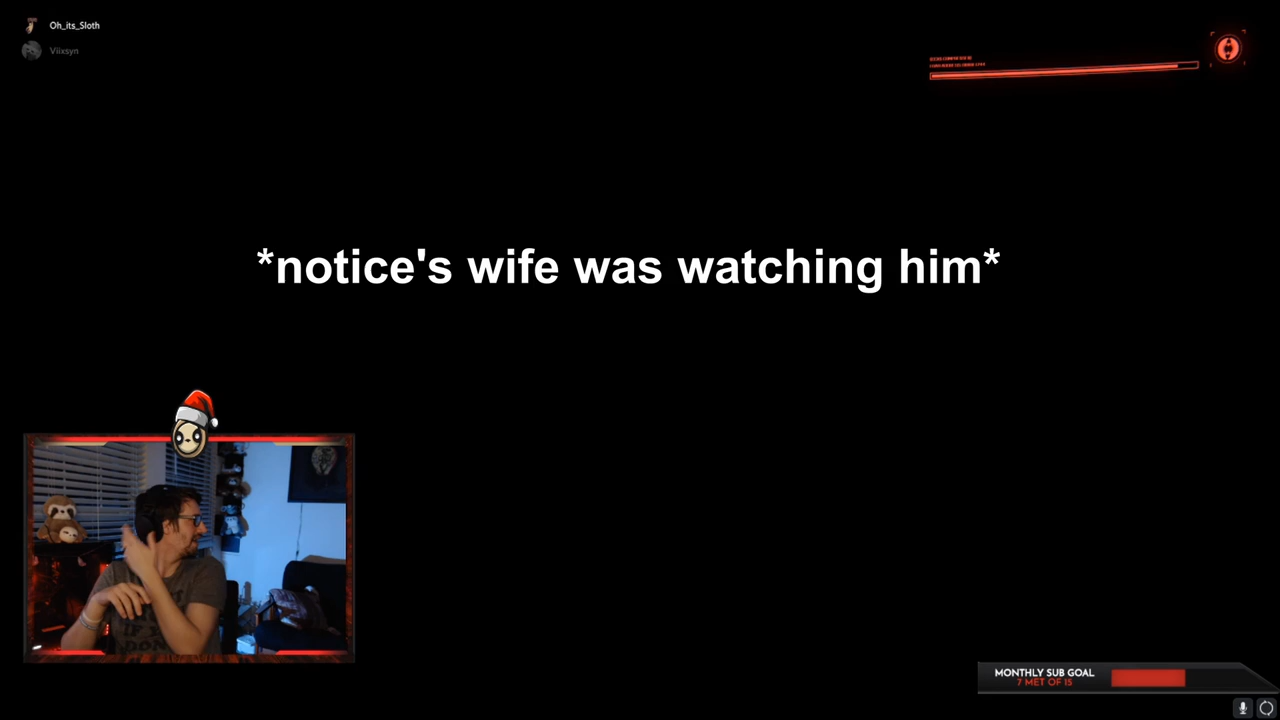 Oh_its_Sloth
Viixsyn
*notice's wife was watching him*
MONTHLY SUB GOAL
7 MET OF 15